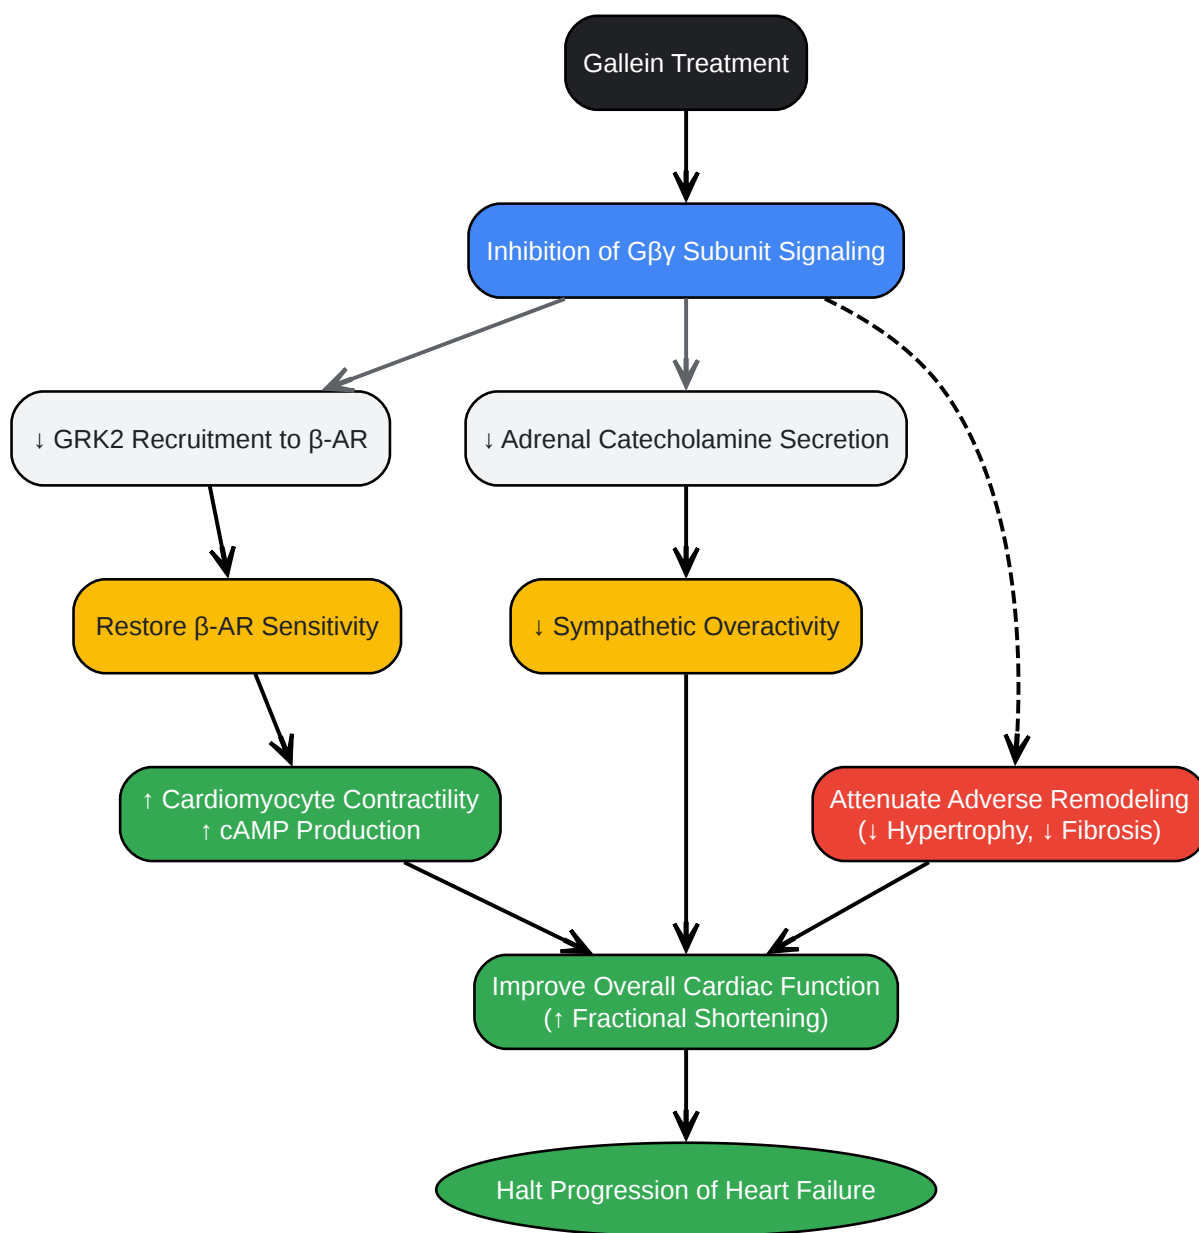 Gallein Treatment
Inhibition of Gβγ Subunit Signaling
↓ GRK2 Recruitment to β-AR
↓ Adrenal Catecholamine Secretion
Restore β-AR Sensitivity
↓ Sympathetic Overactivity
↑ Cardiomyocyte Contractility
↑ cAMP Production
Attenuate Adverse Remodeling
(↓ Hypertrophy, ↓ Fibrosis)
Improve Overall Cardiac Function
(↑ Fractional Shortening)
Halt Progression of Heart Failure